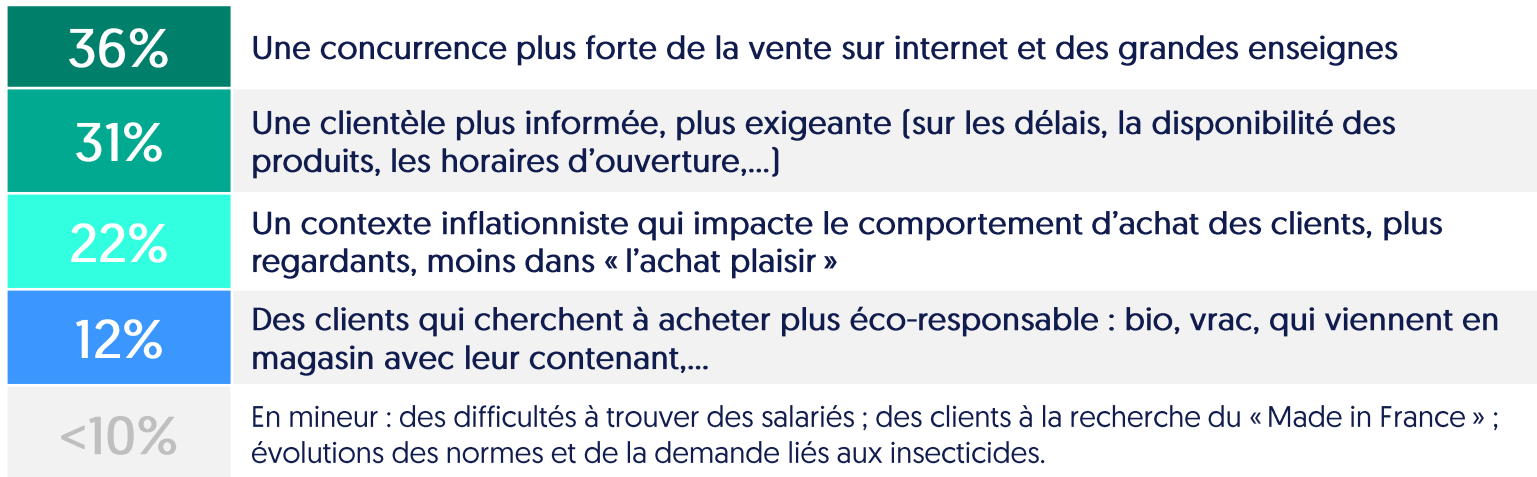 36%
Une concurrence plus forte de la vente sur internet et des grandes enseignes
31%
Une clientèle plus informée, plus exigeante (sur les délais, la disponibilité des
produits, les horaires d’ouverture,...)
22%
Un contexte inflationniste qui impacte le comportement d’achat des clients, plus
regardants, moins dans « l’achat plaisir »
12%
Des clients qui cherchent à acheter plus éco-responsable : bio, vrac, qui viennent en
magasin avec leur contenant,...
<10%
En mineur : des difficultés à trouver des salariés ; des clients à la recherche du « Made in France » ;
évolutions des normes et de la demande liés aux insecticides.